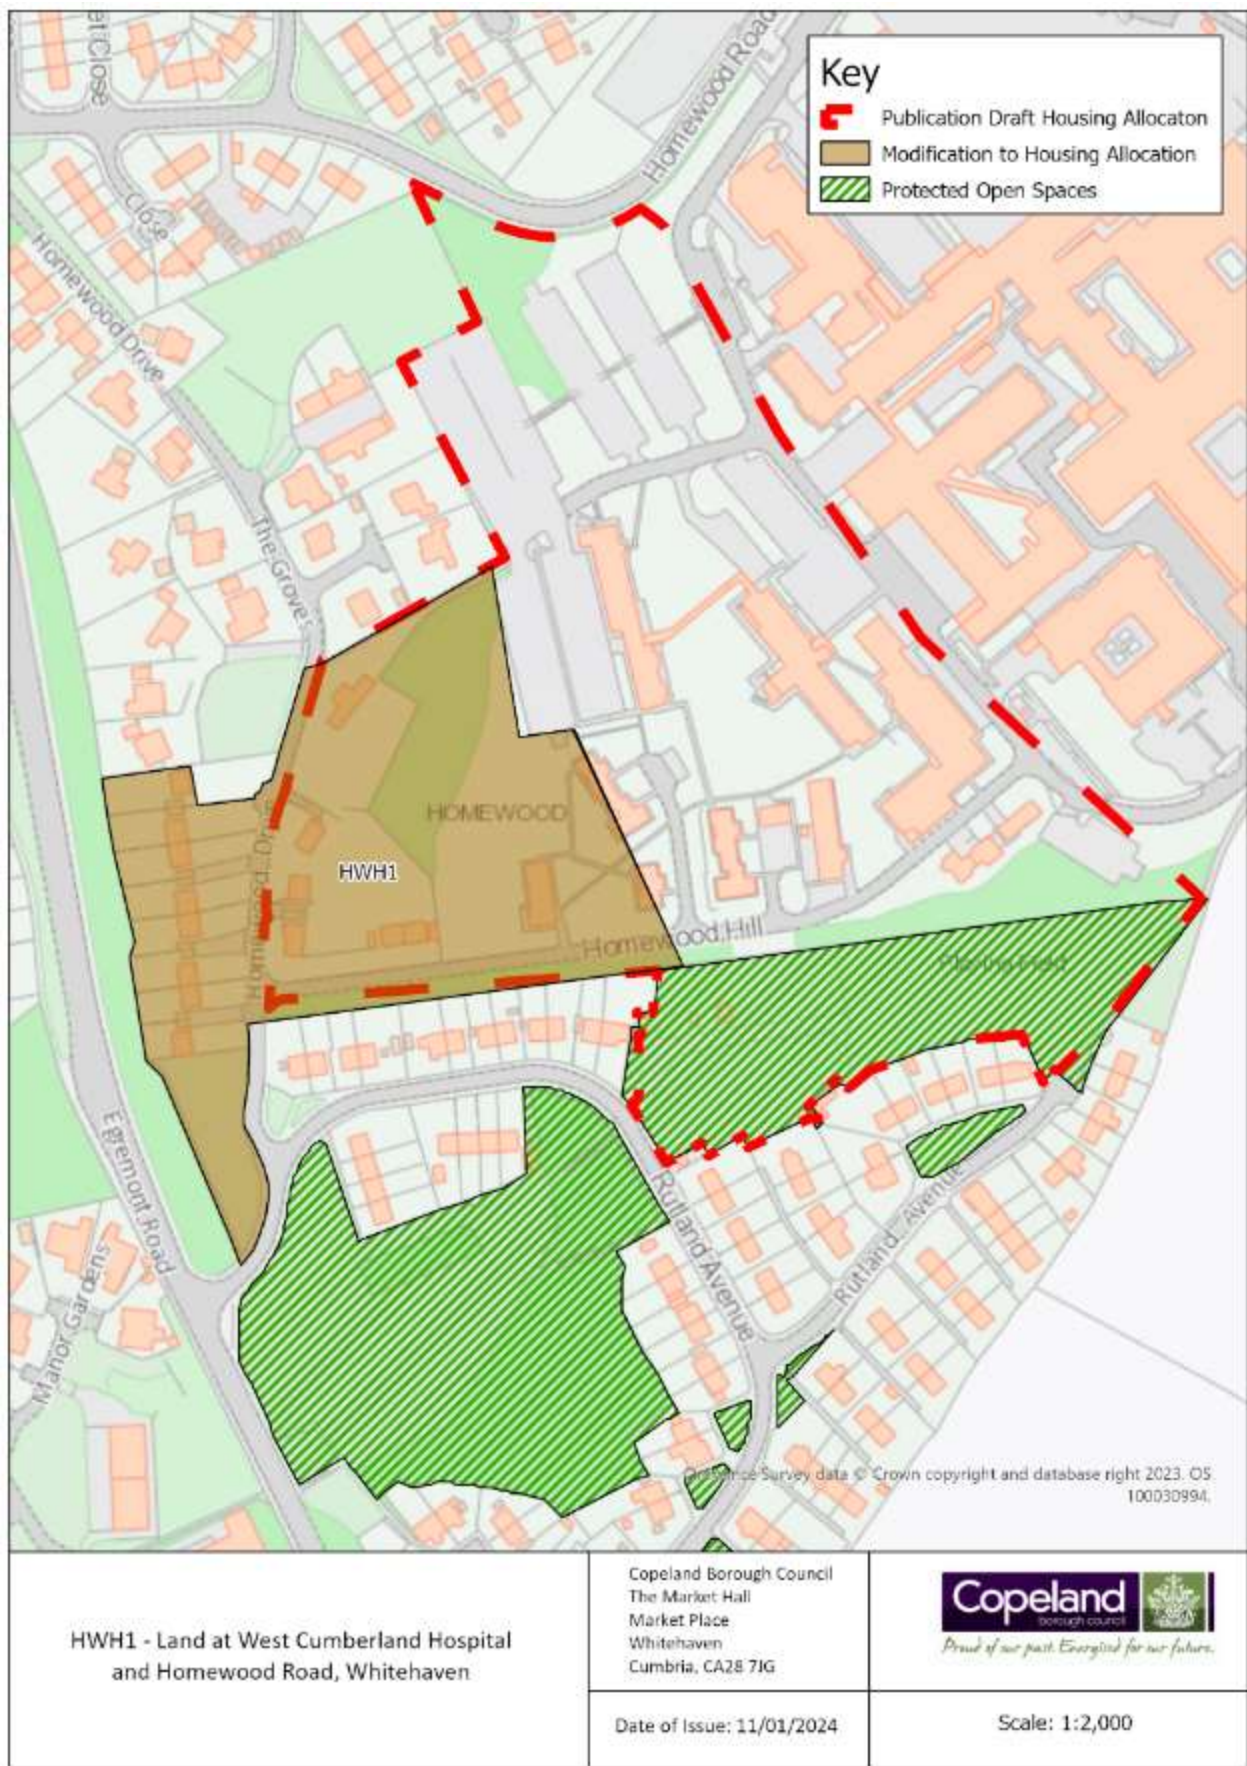 et Close
Homewood Road
Key
Publication Draft Housing Allocaton
Modification to Housing Allocation
Protected Open Spaces
Close
Homewood Drive
The Grove
HOMEWOOD
HWH1
Homewood Drive
Homewood Hill
Egremont Road
Manor Gardens
Rutland Avenue
Rutland Avenue
Ordnance Survey data © Crown copyright and database right 2023. OS
100030994.
HWH1 - Land at West Cumberland Hospital
and Homewood Road, Whitehaven
Copeland Borough Council
The Market Hall
Market Place
Whitehaven
Cumbria, CA28 7JG
Copeland
borough council
Proud of our past. Energised for our future.
Date of Issue: 11/01/2024
Scale: 1:2,000